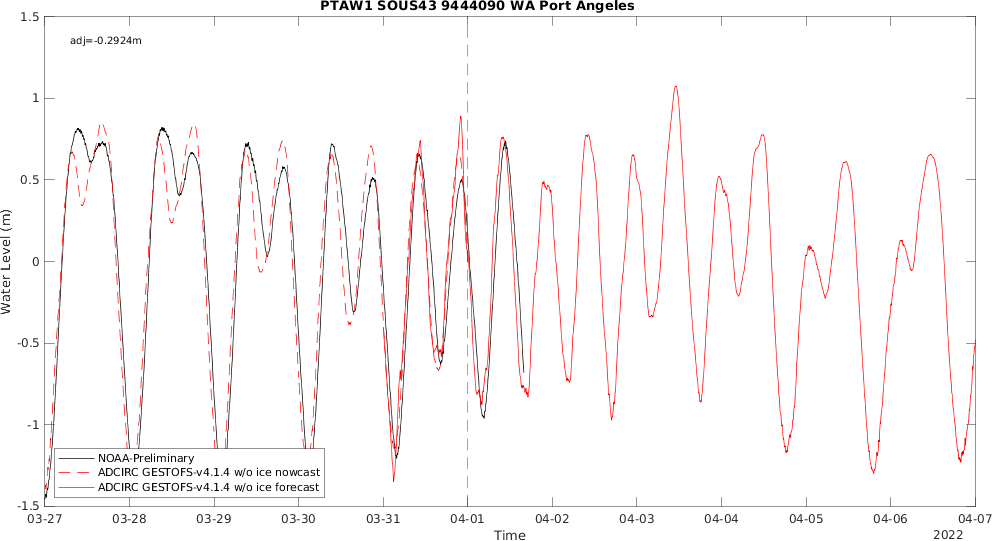 PTAW1 SOUS43 9444090 WA Port Angeles
adj=-0.2924m
1.5
1
0.5
0
-0.5
-1
-1.5
Water Level (m)
NOAA-Preliminary
ADCIRC GESTOFS-v4.1.4 w/o ice nowcast
ADCIRC GESTOFS-v4.1.4 w/o ice forecast
03-27 03-28 03-29 03-30 03-31 04-01 04-02 04-03 04-04 04-05 04-06 04-07
Time
2022